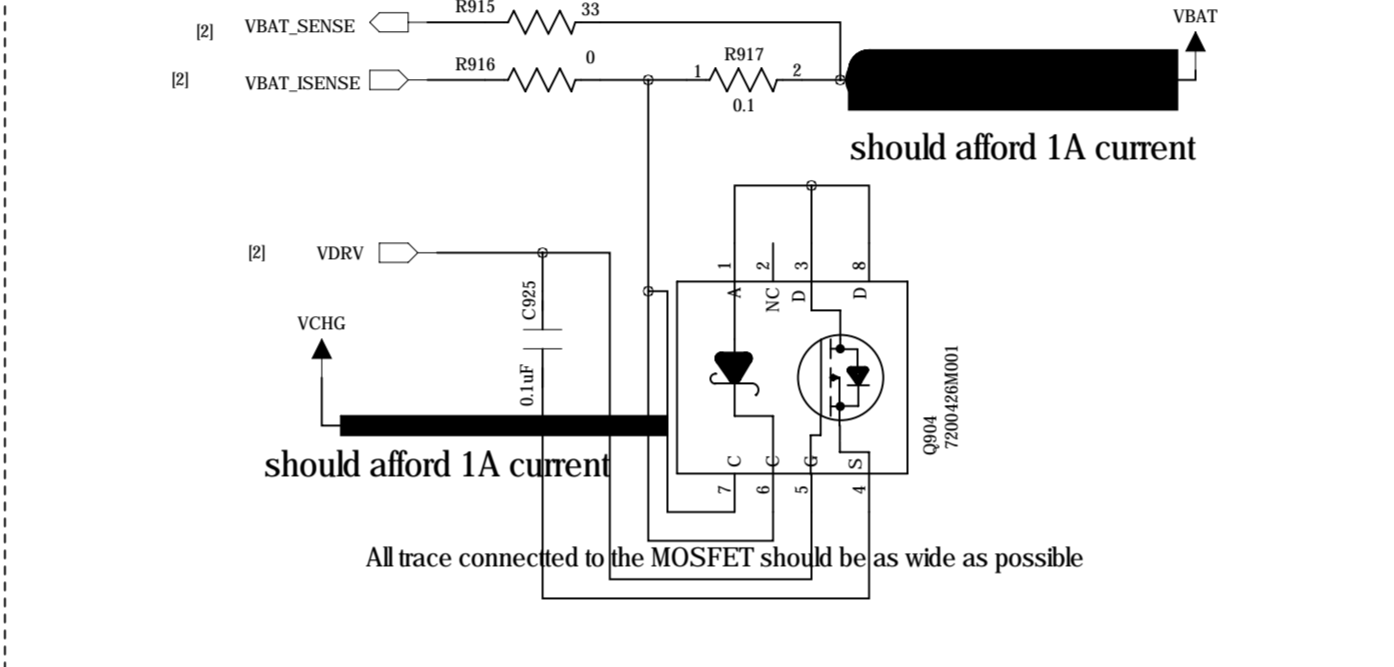 R915 33
VBAT
[2] VBAT_SENSE
R916 0
R917
[2] VBAT_ISENSE
1 2
0.1
should afford 1A current
[2] VDRV
1 2 3 8
A NC D D
C925
VCHG
0.1uF
Q904
7200426M001
should afford 1A current
C C G S
7 6 5 4
All trace connectted to the MOSFET should be as wide as possible